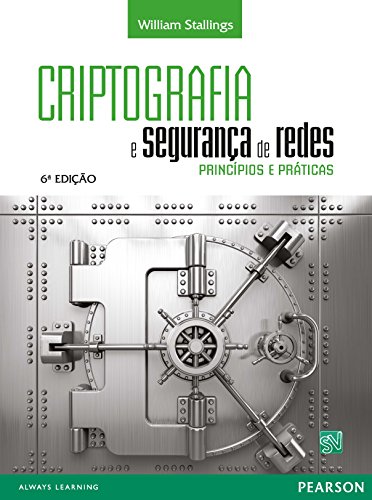 William Stallings
CRIPTOGRAFIA
e segurança de redes
PRINCÍPIOS E PRÁTICAS
6ª EDIÇÃO
SV
ALWAYS LEARNING
PEARSON